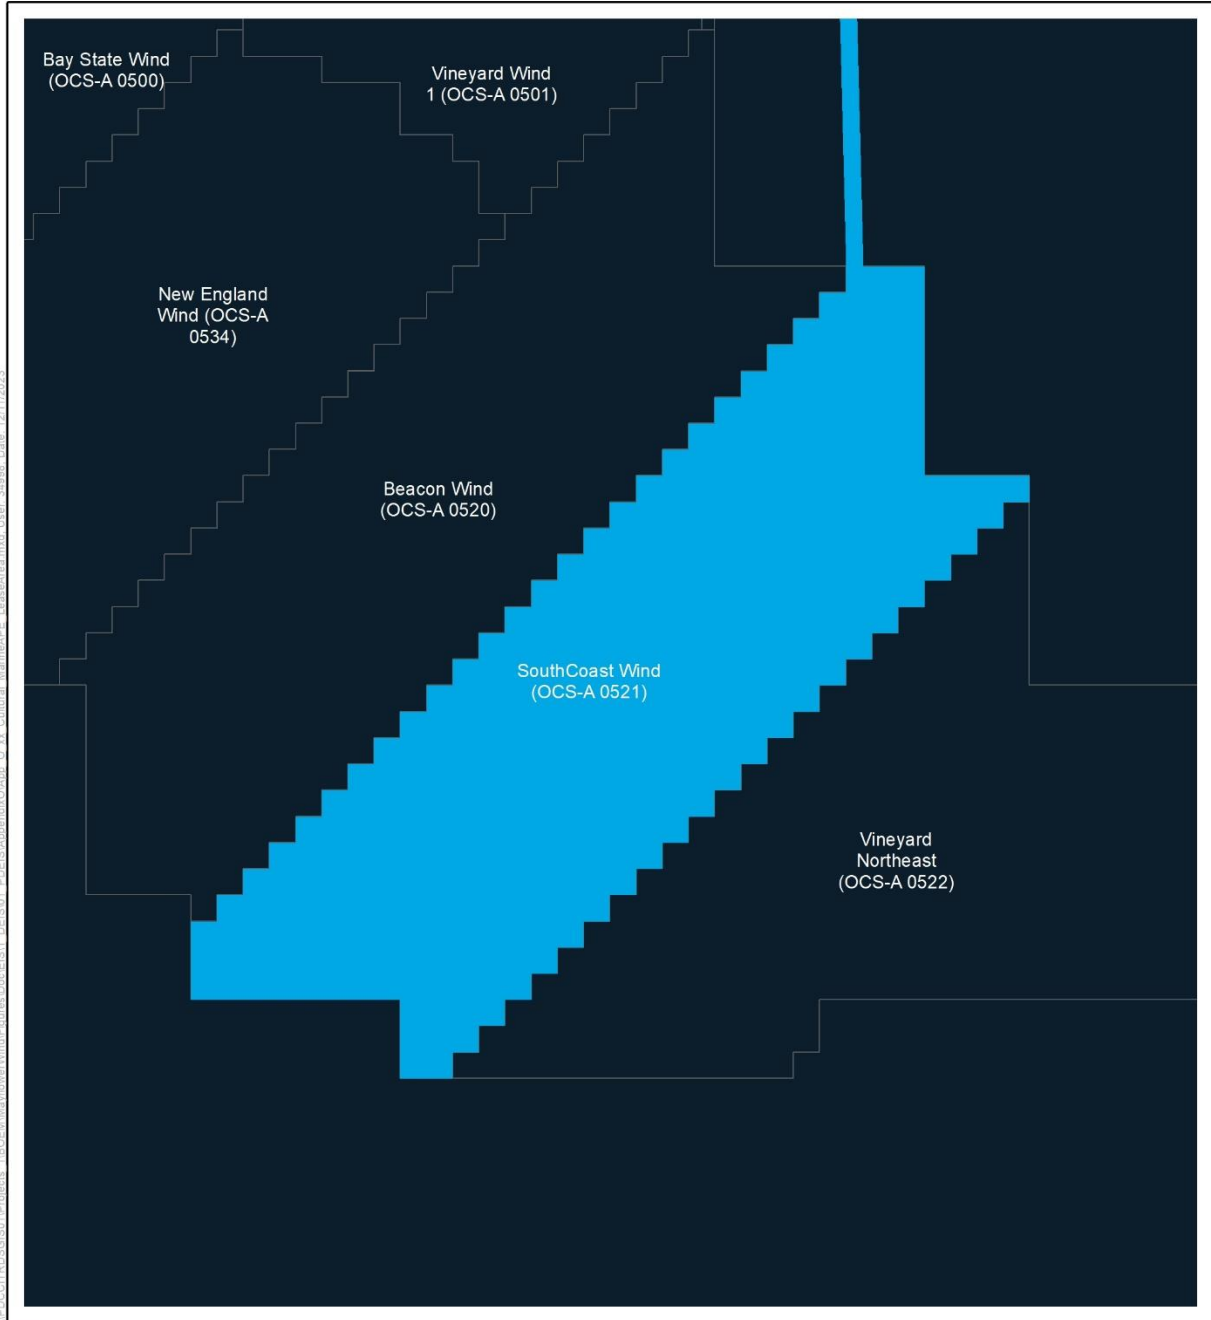 Bay State Wind
(OCS-A 0500)
Vineyard Wind
1 (OCS-A 0501)
New England
Wind (OCS-A
0534)
Beacon Wind
(OCS-A 0520)
SouthCoast Wind
(OCS-A 0521)
Vineyard
Northeast
(OCS-A 0522)